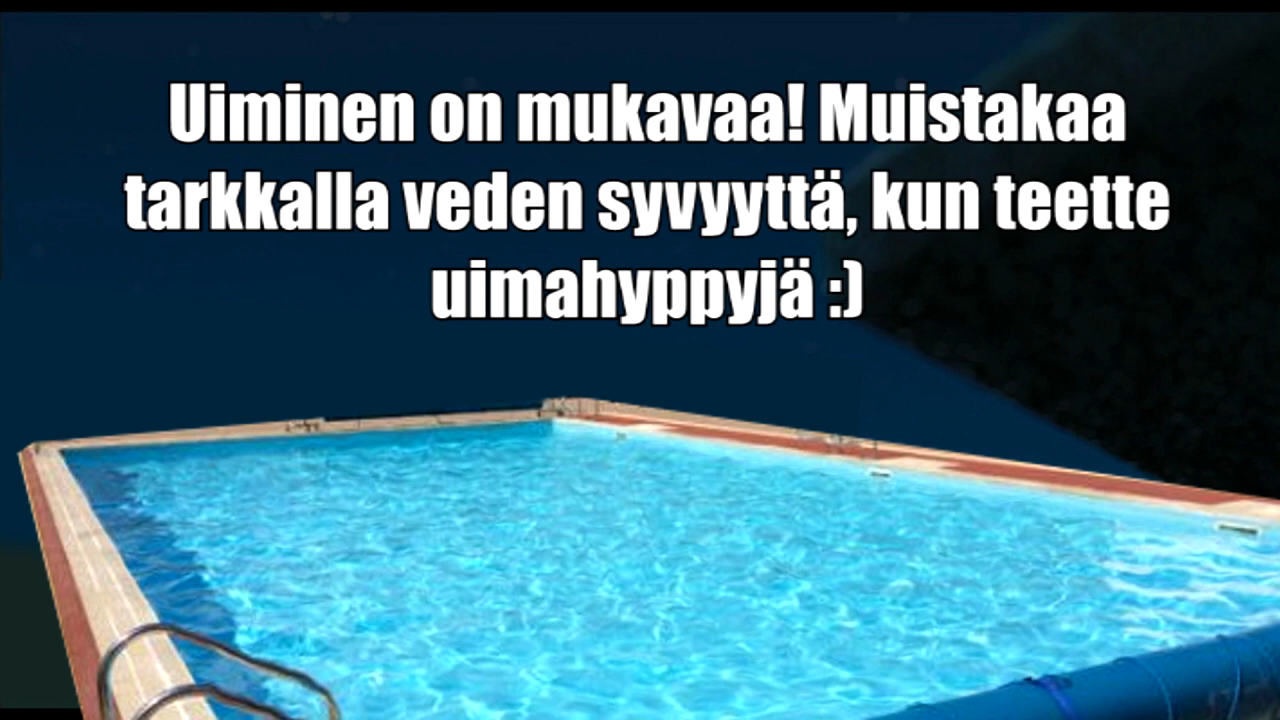 Uiminen on mukavaa! Muistakaa
tarkkalla veden syvyyttä, kun teette
uimahyppyjä :)